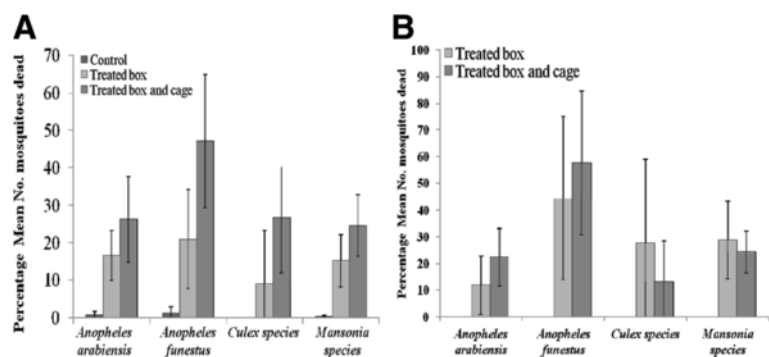 A
Percentage Mean No. mosquitoes dead
70
60
50
40
30
20
10
0
Control
Treated box
Treated box and cage
Anopheles arabiensis
Anopheles funestus
Culex species
Mansonia species
B
Percentage Mean No. mosquitoes dead
100
90
80
70
60
50
40
30
20
10
0
Treated box
Treated box and cage
Anopheles arabiensis
Anopheles funestus
Culex species
Mansonia species